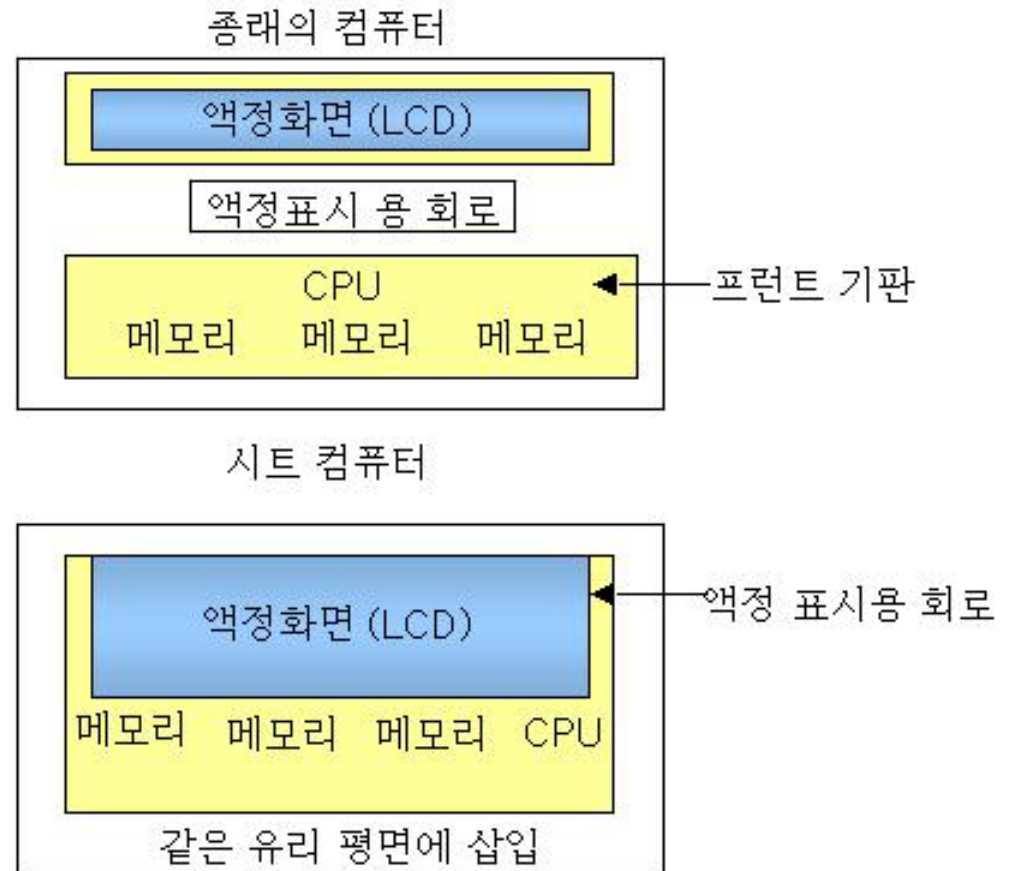 종래의 컴퓨터
액정화면 (LCD)
액정표시 용 회로
CPU
프런트 기판
메모리 메모리 메모리
시트 컴퓨터
액정화면 (LCD)
액정 표시용 회로
메모리 메모리 메모리 CPU
같은 유리 평면에 삽입